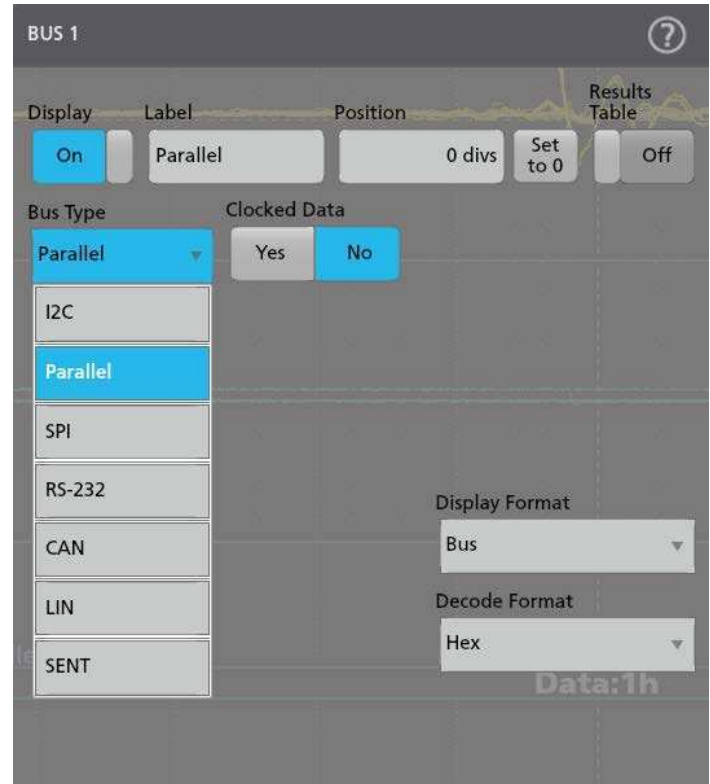 BUS 1
?
Display Label Position Results Table
On Parallel 0 divs Set to 0 Off
Bus Type Clocked Data
Parallel Yes No
I2C
Parallel
SPI
RS-232
CAN
LIN
SENT
Display Format
Bus
Decode Format
Hex
Data:1h